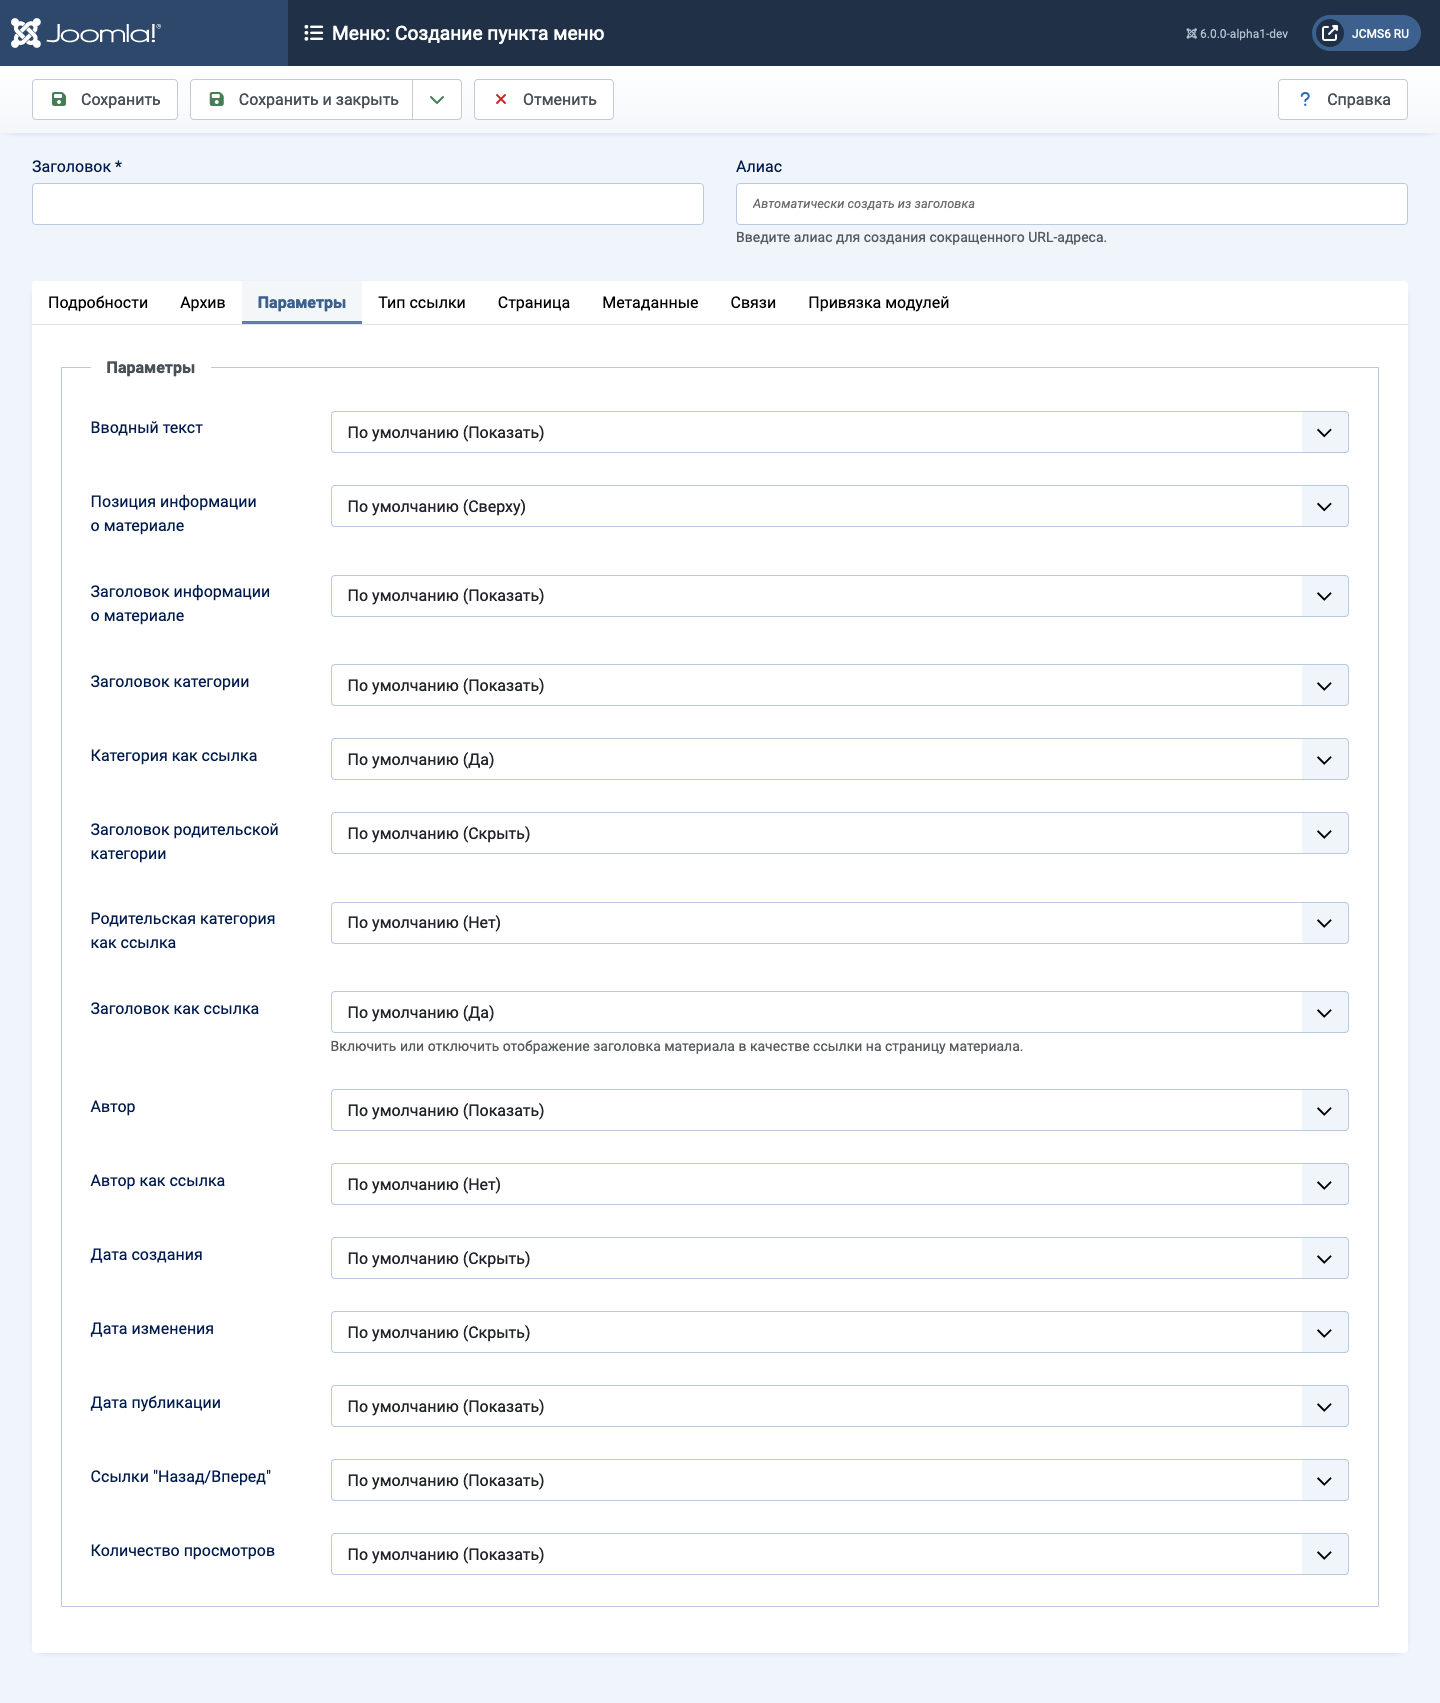 Joomla!®
Меню: Создание пункта меню
6.0.0-alpha1-dev
JCMS6 RU
Сохранить
Сохранить и закрыть
Отменить
? Справка
Заголовок *
Алиас
Автоматически создать из заголовка
Введите алиас для создания сокращенного URL-адреса.
Подробности
Архив
Параметры
Тип ссылки
Страница
Метаданные
Связи
Привязка модулей
Параметры
Вводный текст
По умолчанию (Показать)
Позиция информации
о материале
По умолчанию (Сверху)
Заголовок информации
о материале
По умолчанию (Показать)
Заголовок категории
По умолчанию (Показать)
Категория как ссылка
По умолчанию (Да)
Заголовок родительской
категории
По умолчанию (Скрыть)
Родительская категория
как ссылка
По умолчанию (Нет)
Заголовок как ссылка
По умолчанию (Да)
Включить или отключить отображение заголовка материала в качестве ссылки на страницу материала.
Автор
По умолчанию (Показать)
Автор как ссылка
По умолчанию (Нет)
Дата создания
По умолчанию (Скрыть)
Дата изменения
По умолчанию (Скрыть)
Дата публикации
По умолчанию (Показать)
Ссылки "Назад/Вперед"
По умолчанию (Показать)
Количество просмотров
По умолчанию (Показать)